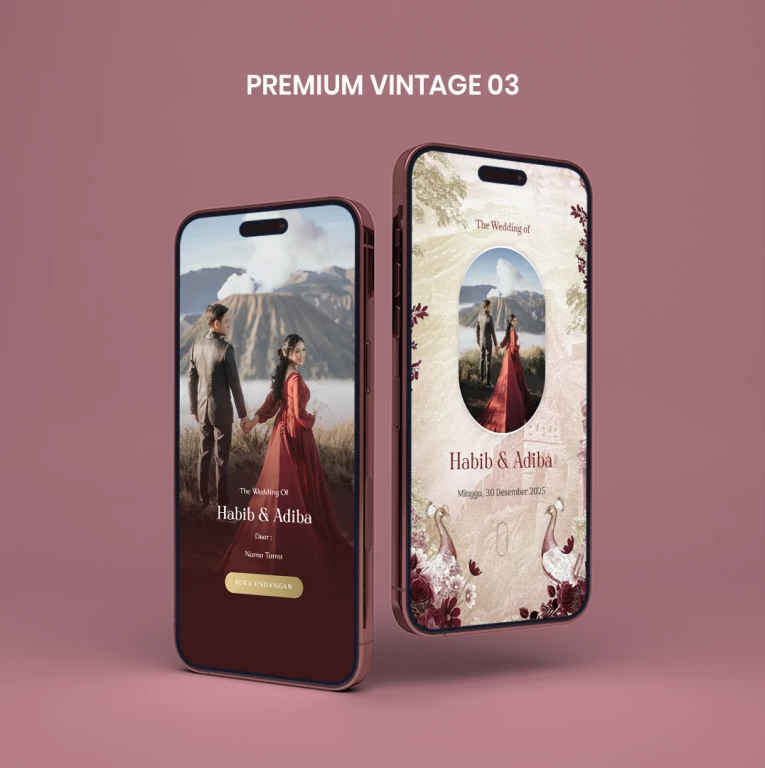 PREMIUM VINTAGE 03
The Wedding Of
Habib & Adiba
Dear :
Nama Tamu
BUKA UNDANGAN
The Wedding of
Habib & Adiba
Minggu, 30 Desember 2025